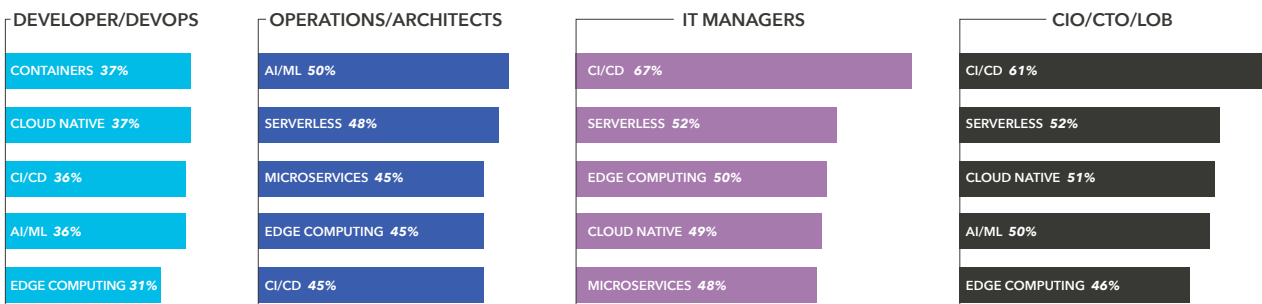 DEVELOPER/DEVOPS
CONTAINERS 37%
CLOUD NATIVE 37%
CI/CD 36%
AI/ML 36%
EDGE COMPUTING 31%
OPERATIONS/ARCHITECTS
AI/ML 50%
SERVERLESS 48%
MICROSERVICES 45%
EDGE COMPUTING 45%
CI/CD 45%
IT MANAGERS
CI/CD 67%
SERVERLESS 52%
EDGE COMPUTING 50%
CLOUD NATIVE 49%
MICROSERVICES 48%
CIO/CTO/LOB
CI/CD 61%
SERVERLESS 52%
CLOUD NATIVE 51%
AI/ML 50%
EDGE COMPUTING 46%